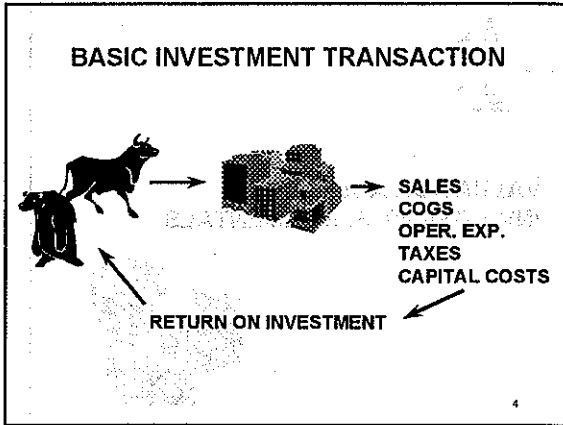 BASIC INVESTMENT TRANSACTION
SALES
COGS
OPER. EXP.
TAXES
CAPITAL COSTS
RETURN ON INVESTMENT
4